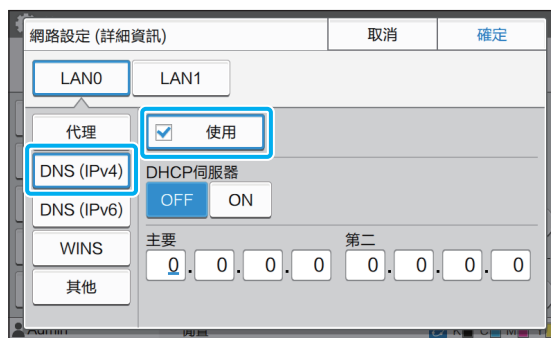 網路設定 (詳細資訊)
取消
確定
LAN0
LAN1
代理
使用
DNS (IPv4)
DHCP伺服器
DNS (IPv6)
OFF
ON
WINS
主要
第二
0 . 0 . 0 . 0
0 . 0 . 0 . 0
其他
Admin
K
C
M
Y